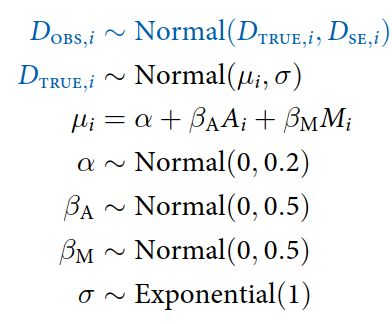 D_OBS,i ~ Normal(D_TRUE,i, D_SE,i)
D_TRUE,i ~ Normal(μ_i, σ)
μ_i = α + β_A A_i + β_M M_i
α ~ Normal(0, 0.2)
β_A ~ Normal(0, 0.5)
β_M ~ Normal(0, 0.5)
σ ~ Exponential(1)